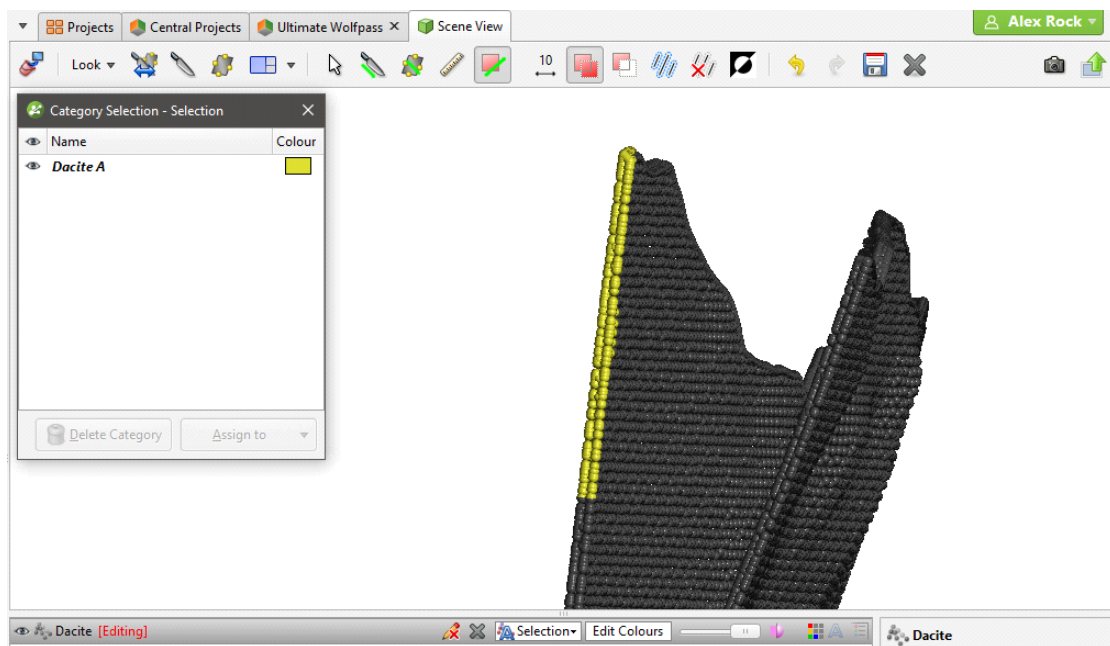 Projects Central Projects Ultimate Wolfpass Scene View Alex Rock
Look 10
Category Selection - Selection
Name Colour
Dacite A
Delete Category Assign to
Dacite [Editing] Selection Edit Colours Dacite